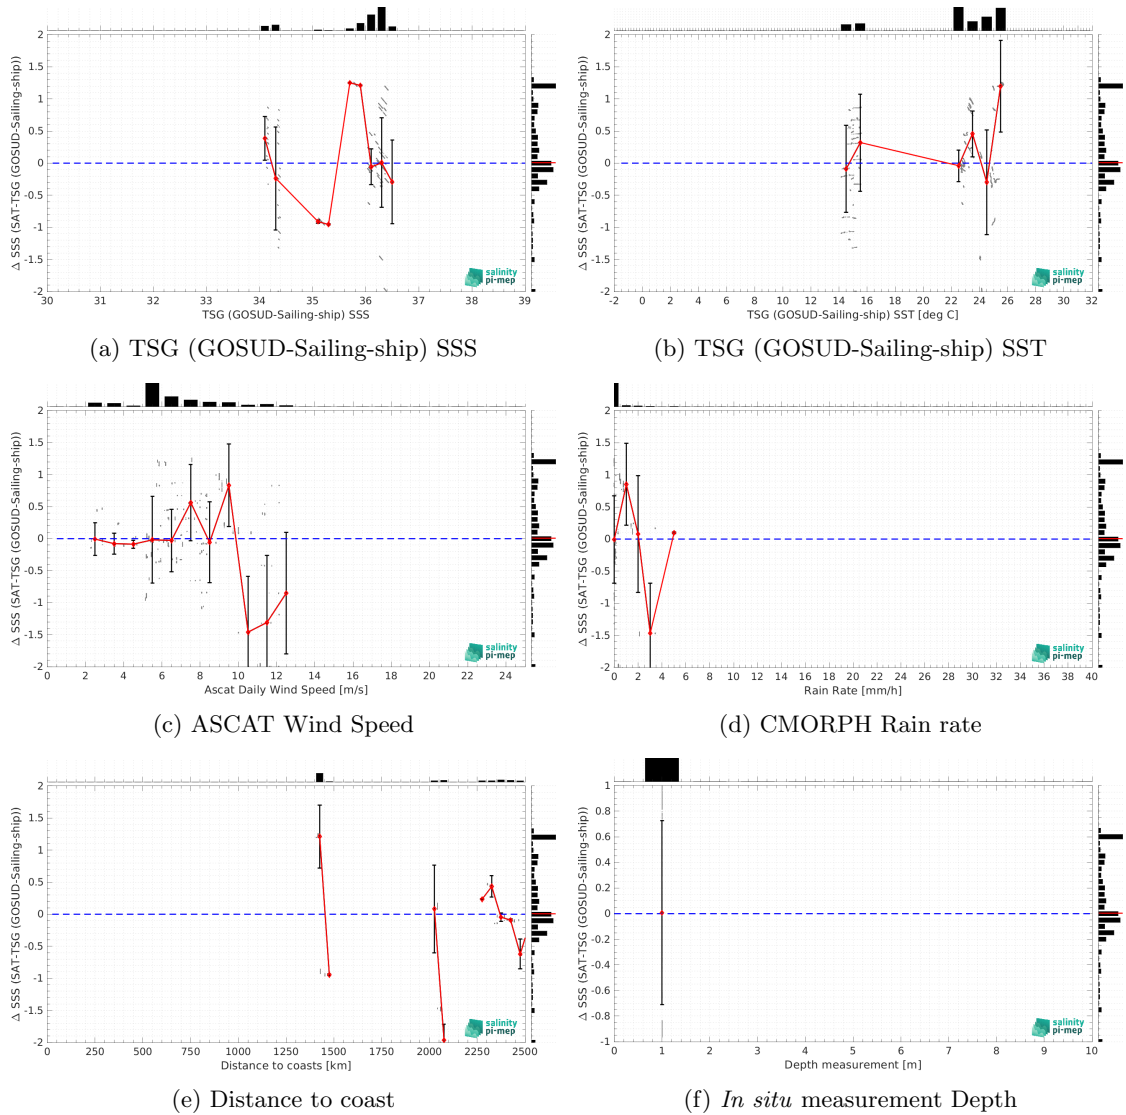 Δ SSS (SAT-TSG (GOSUD-Sailing-ship))
2
1.5
1
0.5
0
-0.5
-1
-1.5
-2
30 31 32 33 34 35 36 37 38 39
TSG (GOSUD-Sailing-ship) SSS
salinity
pi-mep
(a) TSG (GOSUD-Sailing-ship) SSS
Δ SSS (SAT-TSG (GOSUD-Sailing-ship))
2
1.5
1
0.5
0
-0.5
-1
-1.5
-2
-2 0 2 4 6 8 10 12 14 16 18 20 22 24 26 28 30 32
TSG (GOSUD-Sailing-ship) SST [deg C]
salinity
pi-mep
(b) TSG (GOSUD-Sailing-ship) SST
Δ SSS (SAT-TSG (GOSUD-Sailing-ship))
2
1.5
1
0.5
0
-0.5
-1
-1.5
-2
0 2 4 6 8 10 12 14 16 18 20 22 24
Ascat Daily Wind Speed [m/s]
salinity
pi-mep
(c) ASCAT Wind Speed
Δ SSS (SAT-TSG (GOSUD-Sailing-ship))
2
1.5
1
0.5
0
-0.5
-1
-1.5
-2
0 2 4 6 8 10 12 14 16 18 20 22 24 26 28 30 32 34 36 38 40
Rain Rate [mm/h]
salinity
pi-mep
(d) CMORPH Rain rate
Δ SSS (SAT-TSG (GOSUD-Sailing-ship))
2
1.5
1
0.5
0
-0.5
-1
-1.5
-2
0 250 500 750 1000 1250 1500 1750 2000 2250 2500
Distance to coasts [km]
salinity
pi-mep
(e) Distance to coast
Δ SSS (SAT-TSG (GOSUD-Sailing-ship))
1
0.8
0.6
0.4
0.2
0
-0.2
-0.4
-0.6
-0.8
-1
0 1 2 3 4 5 6 7 8 9 10
Depth measurement [m]
salinity
pi-mep
(f) In situ measurement Depth